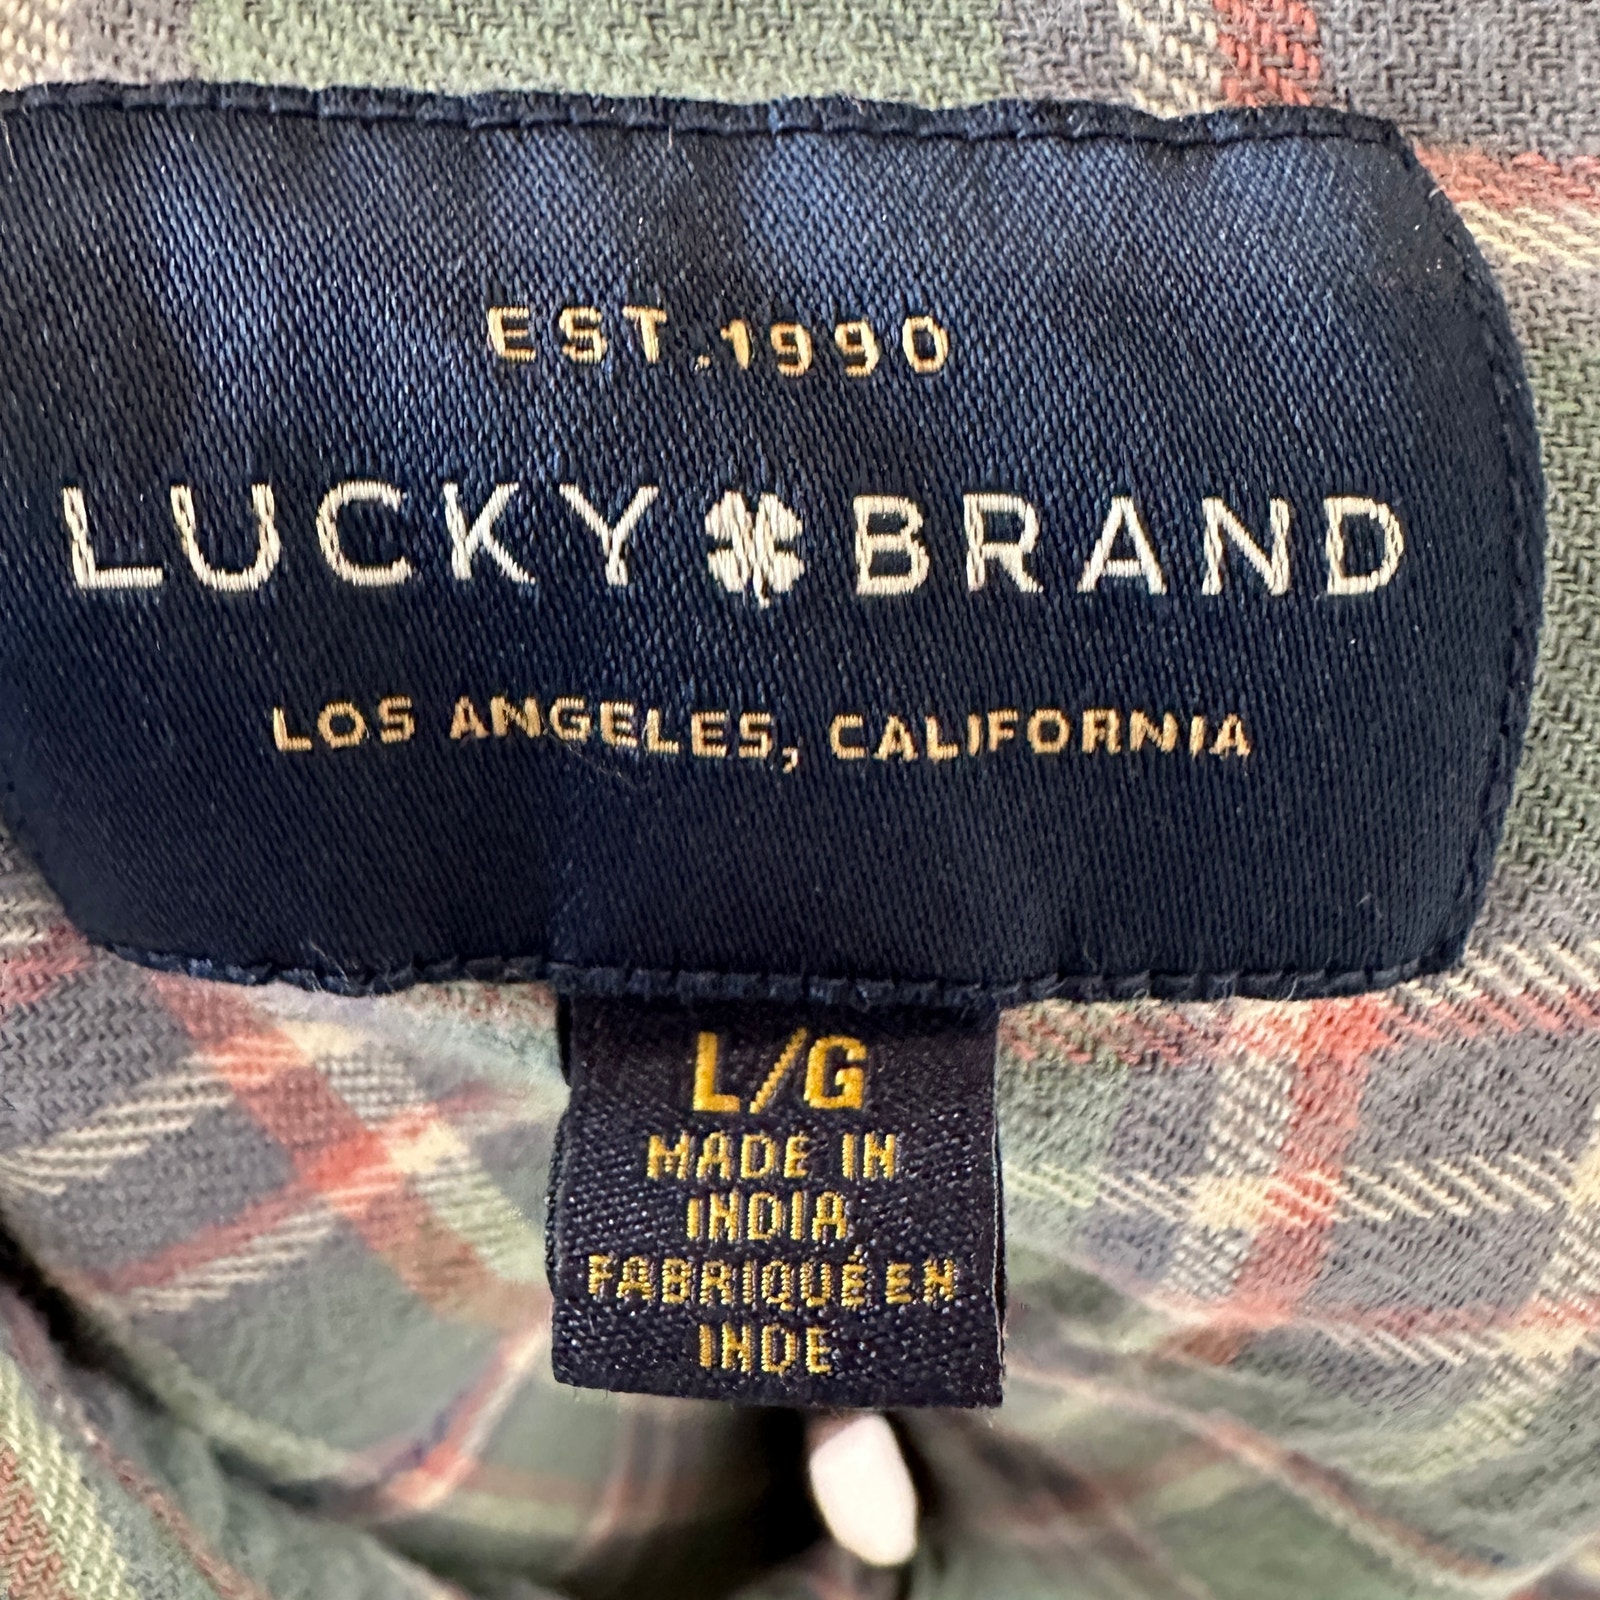 EST.1990
LUCKY BRAND
LOS ANGELES, CALIFORNIA
L/G
MADE IN
INDIA
FABRIQUÉ EN
INDE